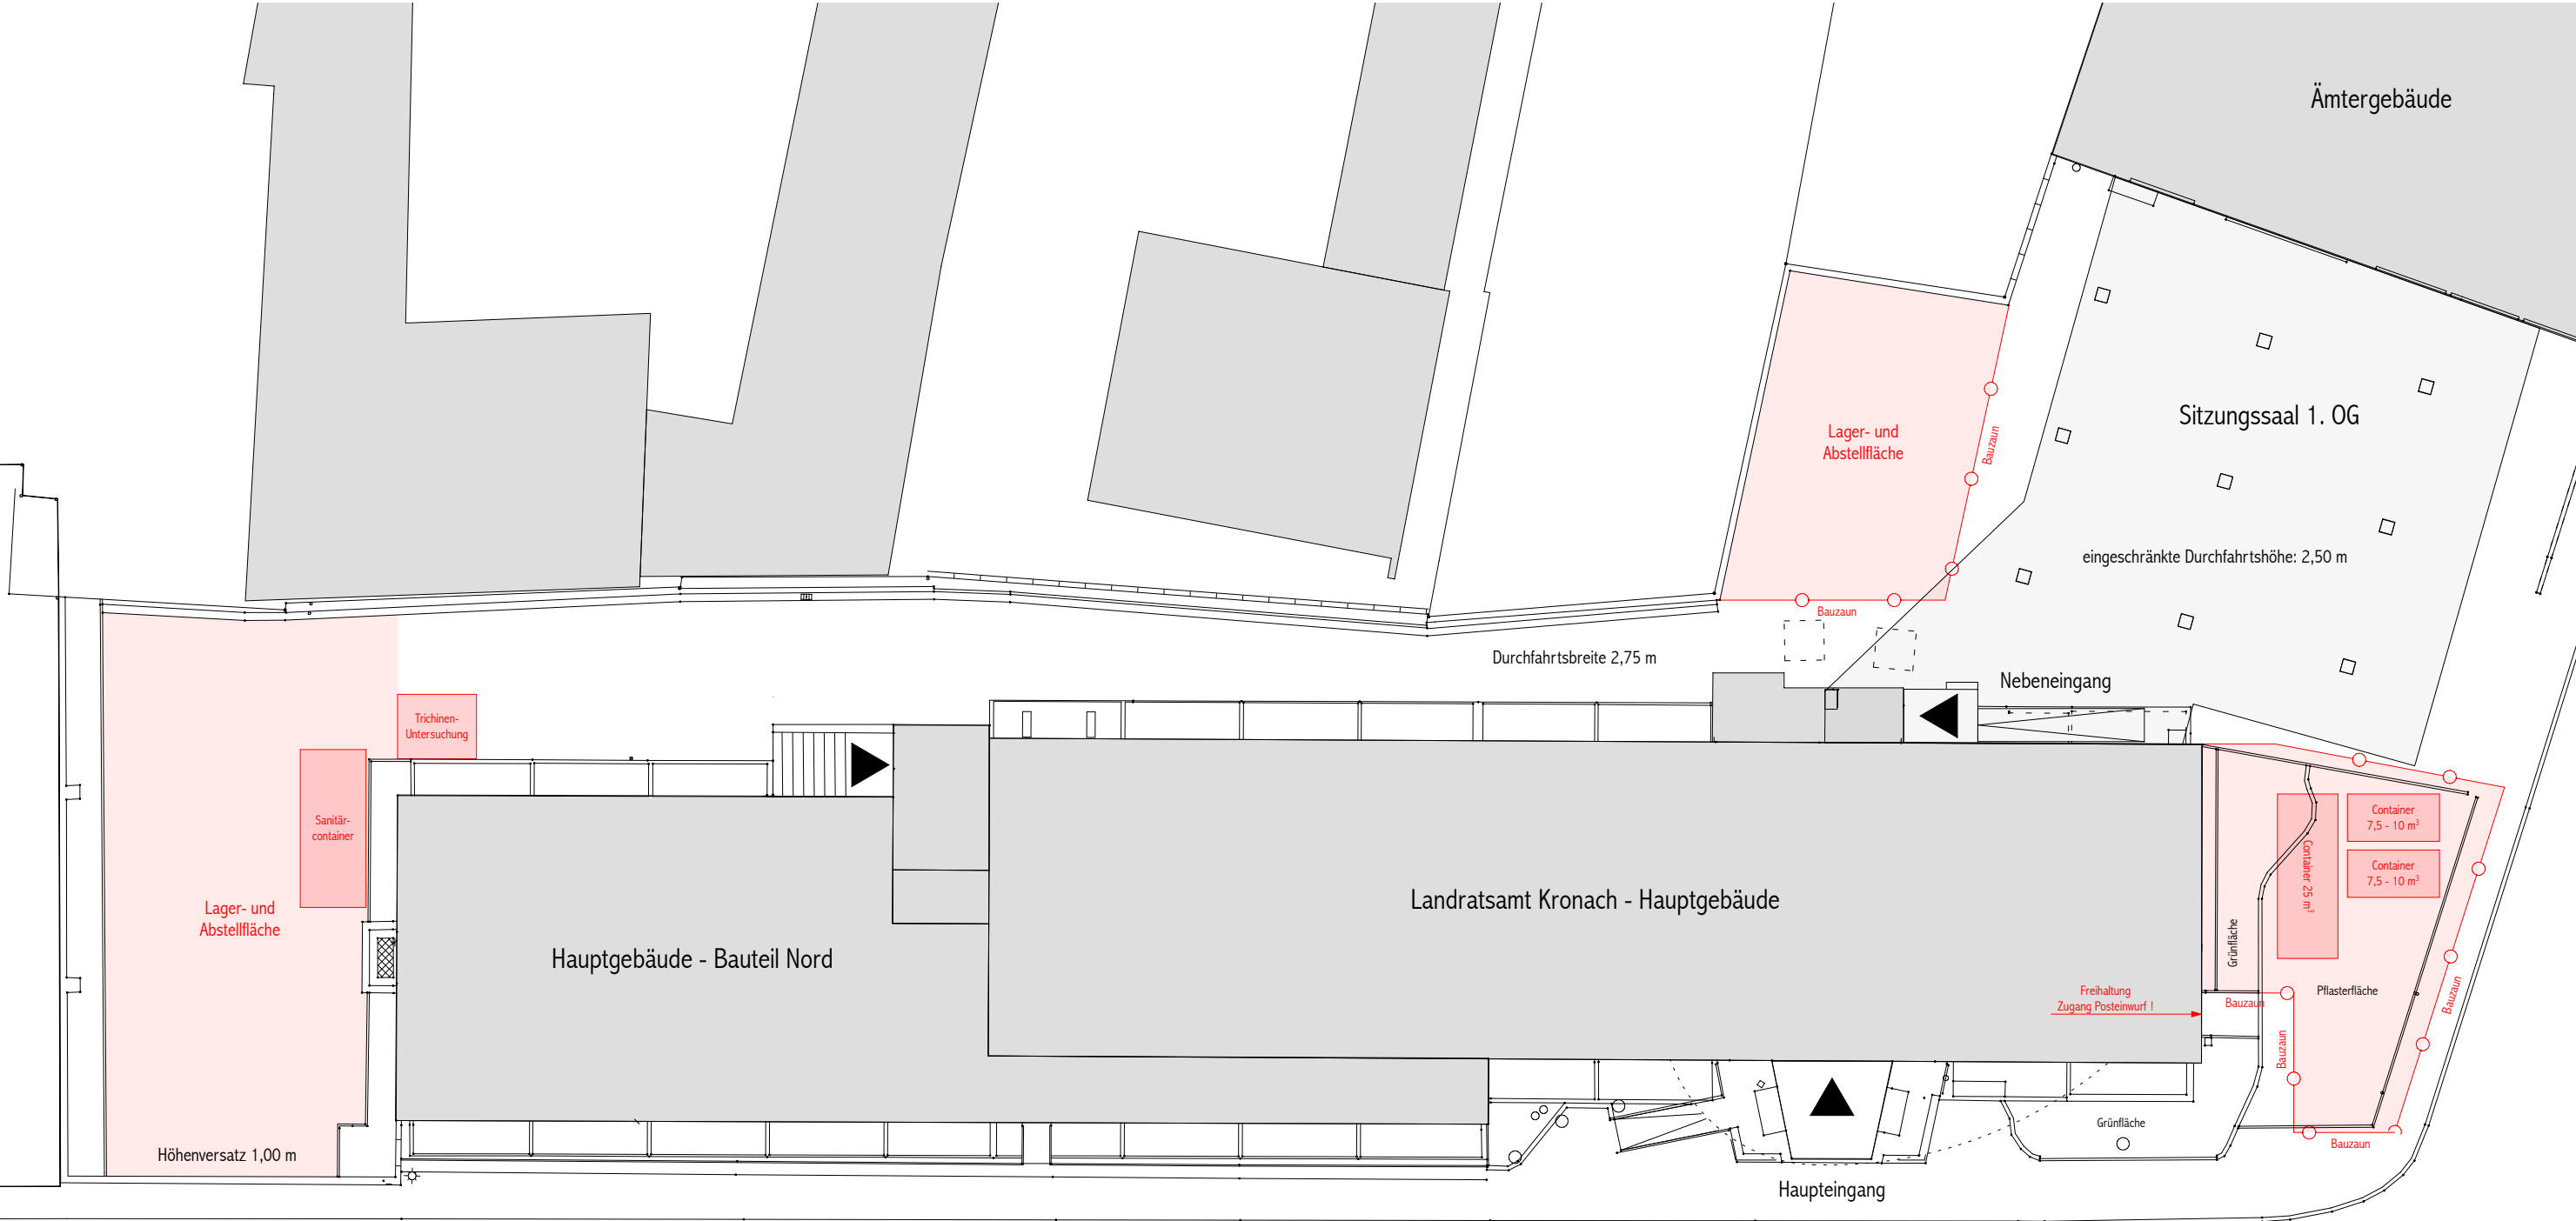 Ämtergebäude
Sitzungssaal 1. OG
Lager- und
Abstellfläche
Bauzaun
eingeschränkte Durchfahrtshöhe: 2,50 m
Bauzaun
Durchfahrtsbreite 2,75 m
Nebeneingang
Trichinen-
Untersuchung
Sanitär-
container
Container
7,5 - 10 m³
Container
7,5 - 10 m³
Container 25 m³
Lager- und
Abstellfläche
Landratsamt Kronach - Hauptgebäude
Hauptgebäude - Bauteil Nord
Grünfläche
Pflasterfläche
Freihaltung
Zugang Posteinwurf !
Bauzaun
Bauzaun
Bauzaun
Grünfläche
Bauzaun
Höhenversatz 1,00 m
Haupteingang